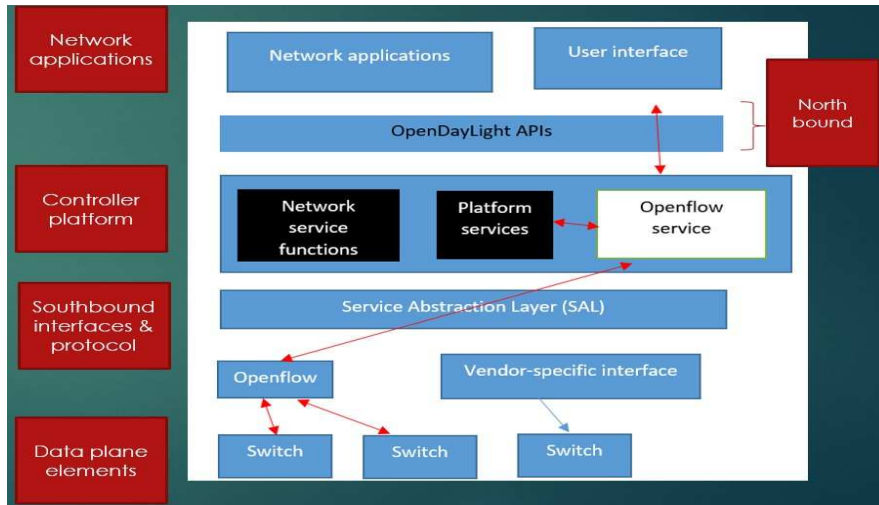 Network
applications
Network applications
User interface
North
bound
OpenDayLight APIs
Controller
platform
Network
service
functions
Platform
services
Openflow
service
Southbound
interfaces &
protocol
Service Abstraction Layer (SAL)
Openflow
Vendor-specific interface
Data plane
elements
Switch
Switch
Switch